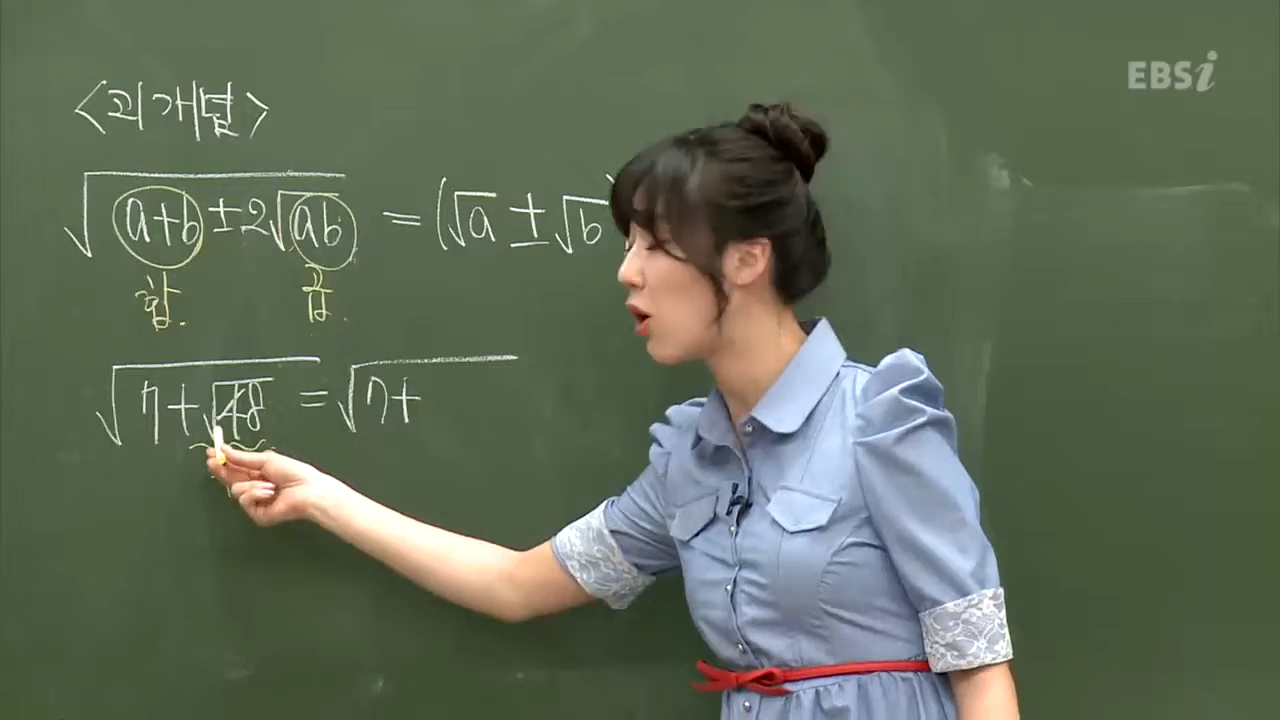 EBSi
<괴개념>
√(a+b±2√(ab)) = (√a ± √b)
합. 곱.
√(7+√48) = √(7+